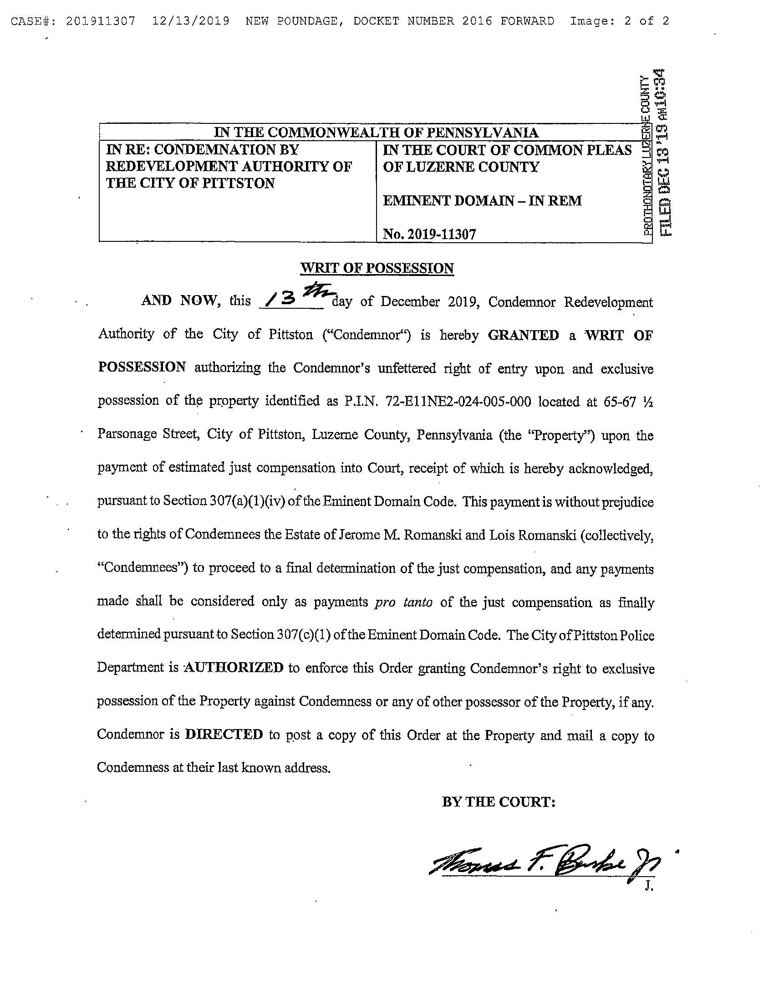 CASE#: 201911307 12/13/2019 NEW POUNDAGE, DOCKET NUMBER 2016 FORWARD Image: 2 of 2
PROTHONOTARY LUZERNE COUNTY
FILED DEC 13 '19 AM10:34
IN THE COMMONWEALTH OF PENNSYLVANIA
IN RE: CONDEMNATION BY
REDEVELOPMENT AUTHORITY OF
THE CITY OF PITTSTON
IN THE COURT OF COMMON PLEAS
OF LUZERNE COUNTY
EMINENT DOMAIN – IN REM
No. 2019-11307
WRIT OF POSSESSION
AND NOW, this 13th day of December 2019, Condemnor Redevelopment
Authority of the City of Pittston (“Condemnor“) is hereby GRANTED a WRIT OF
POSSESSION authorizing the Condemnor's unfettered right of entry upon and exclusive
possession of the property identified as P.I.N. 72-E11NE2-024-005-000 located at 65-67 ½
Parsonage Street, City of Pittston, Luzerne County, Pennsylvania (the “Property”) upon the
payment of estimated just compensation into Court, receipt of which is hereby acknowledged,
pursuant to Section 307(a)(1)(iv) of the Eminent Domain Code. This payment is without prejudice
to the rights of Condemnees the Estate of Jerome M. Romanski and Lois Romanski (collectively,
“Condemnees”) to proceed to a final determination of the just compensation, and any payments
made shall be considered only as payments pro tanto of the just compensation as finally
determined pursuant to Section 307(c)(1) of the Eminent Domain Code. The City of Pittston Police
Department is AUTHORIZED to enforce this Order granting Condemnor's right to exclusive
possession of the Property against Condemness or any of other possessor of the Property, if any.
Condemnor is DIRECTED to post a copy of this Order at the Property and mail a copy to
Condemness at their last known address.
BY THE COURT:
Thomas F. Burke Jr
J.